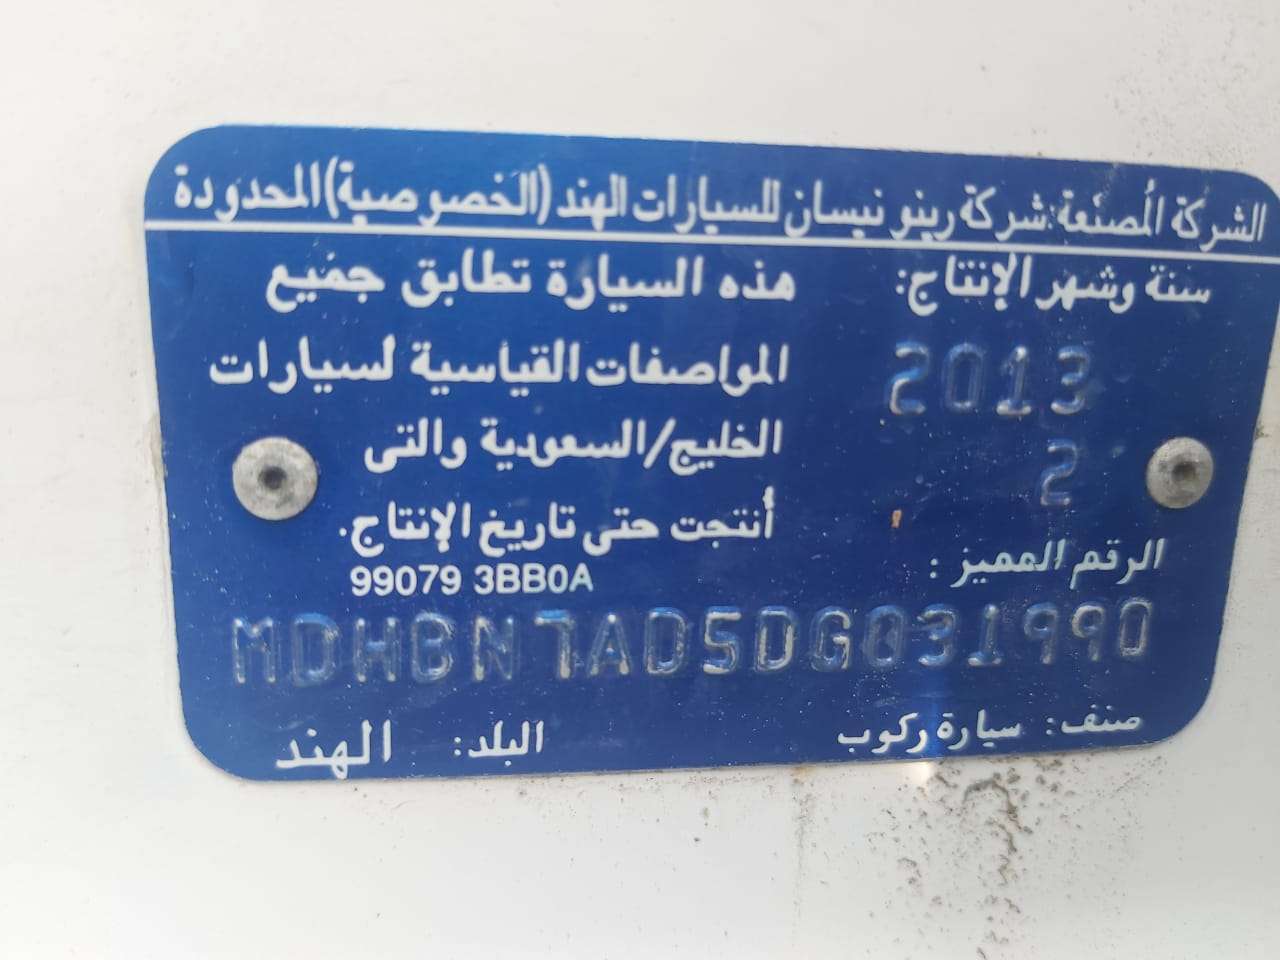 الشركة المُصنّعة: شركة رينو نيسان للسيارات الهند (الخصوصية) المحدودة
سنة وشهر الإنتاج:
2013
2
هذه السيارة تطابق جميع
المواصفات القياسية لسيارات
الخليج/السعودية والتى
أنتجت حتى تاريخ الإنتاج.
99079 3BB0A
الرقم المميز :
MDHBN7AD5DG031990
صنف: سيارة ركوب
البلد: الهند